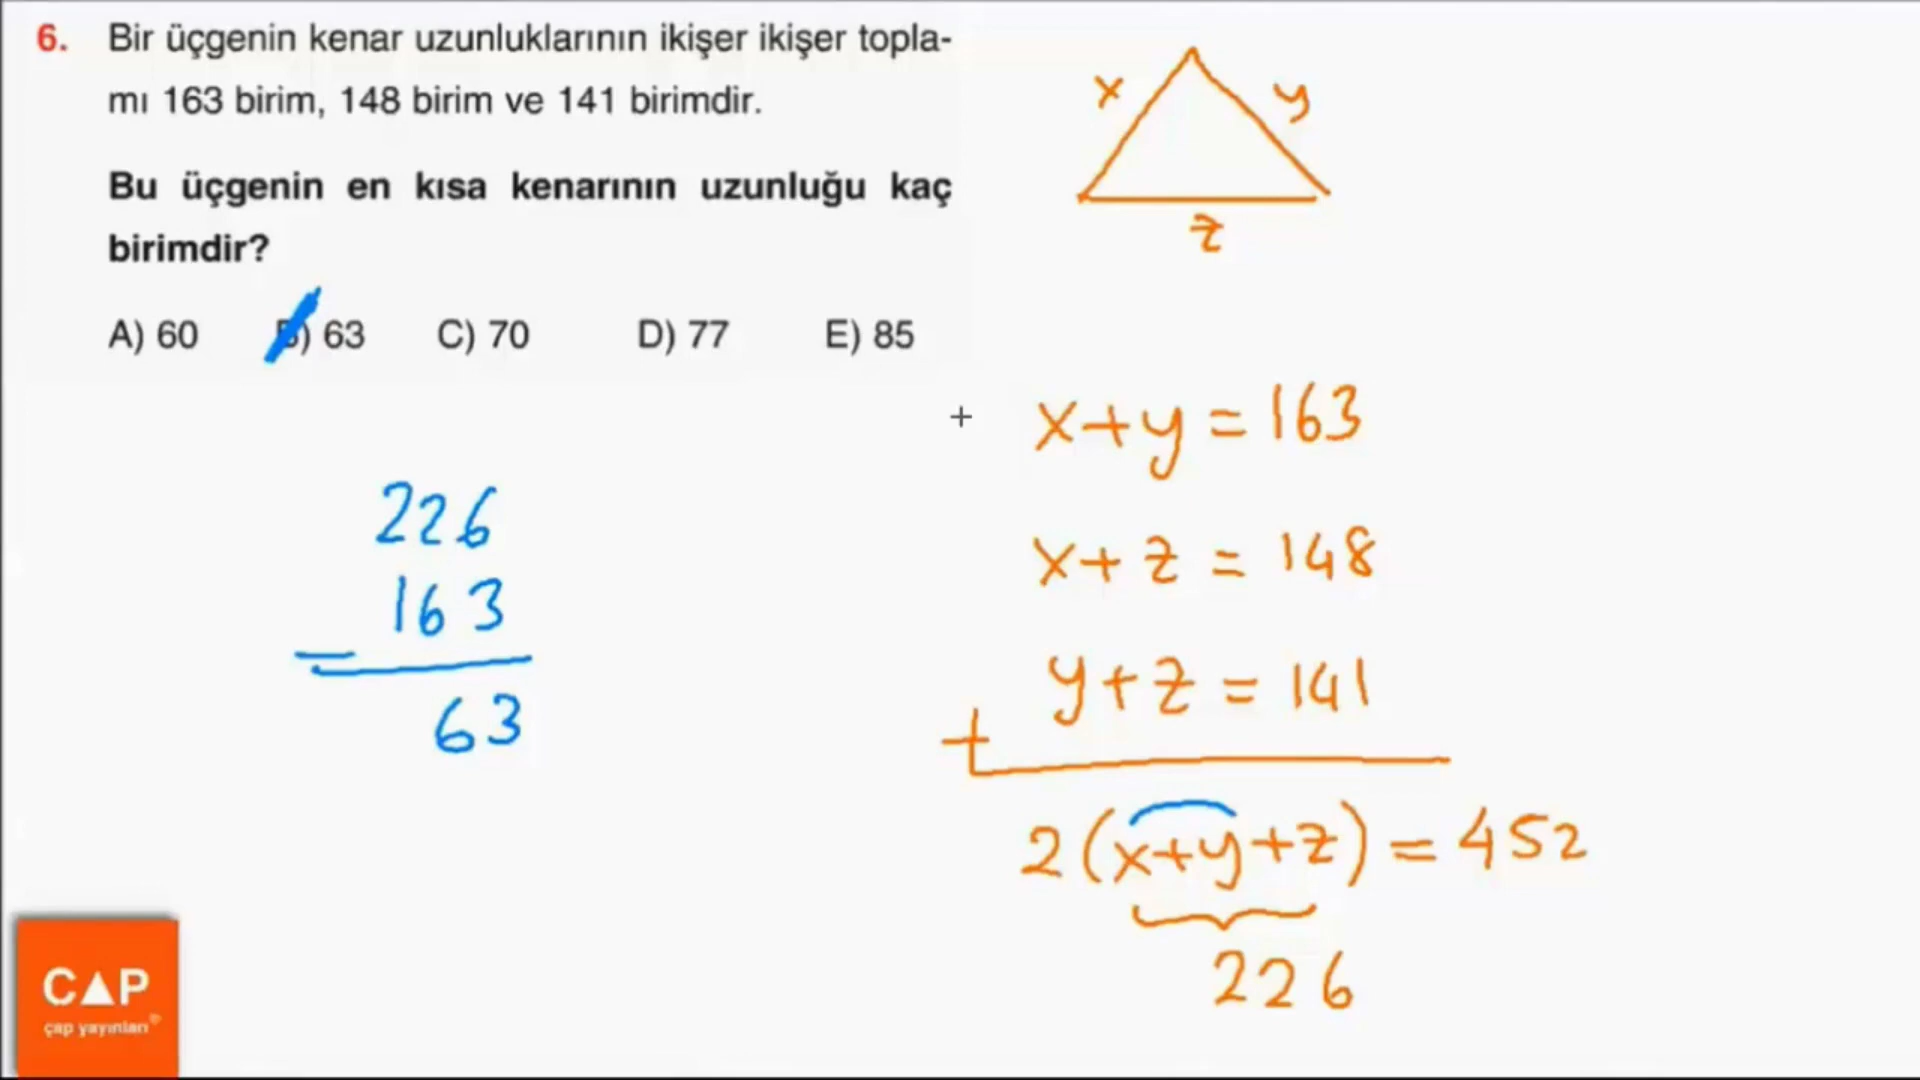 6. Bir üçgenin kenar uzunluklarının ikişer ikişer topla-
mı 163 birim, 148 birim ve 141 birimdir.
Bu üçgenin en kısa kenarının uzunluğu kaç
birimdir?
A) 60 B) 63 C) 70 D) 77 E) 85
x y
z
x+y=163
x+z=148
y+z=141
+
2(x+y+z)=452
226
226
163
63
CAP
çap yayınları